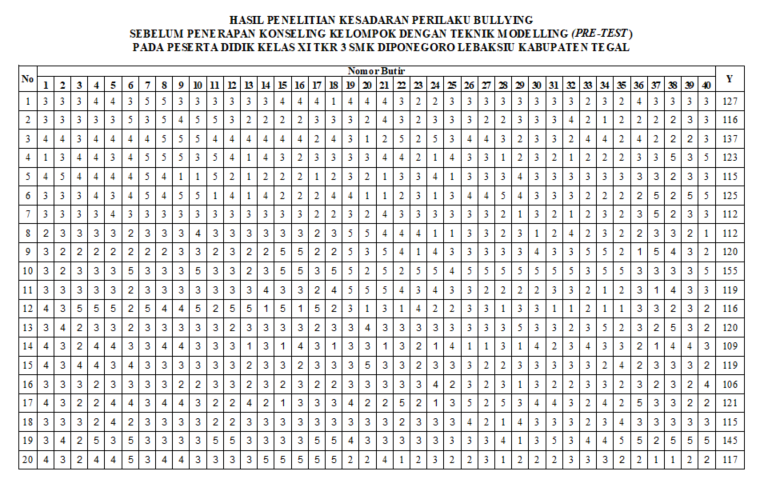 HASIL PENELITIAN KESADARAN PERILAKU BULLYING
SEBELUM PENERAPAN KONSELING KELOMPOK DENGAN TEKNIK MODELLING (PRE-TEST)
PADA PESERTA DIDIK KELAS XI TKR 3 SMK DIPONEGORO LEBAKSIU KABUPATEN TEGAL
No Nomor Butir Y
1 2 3 4 5 6 7 8 9 10 11 12 13 14 15 16 17 18 19 20 21 22 23 24 25 26 27 28 29 30 31 32 33 34 35 36 37 38 39 40
1 3 3 3 4 4 3 5 5 3 3 3 3 3 3 4 4 4 1 4 4 4 3 2 2 3 3 3 3 3 3 3 3 2 3 2 4 3 3 3 3 127
2 3 3 3 3 3 5 3 5 4 5 5 3 2 2 2 2 3 3 2 4 3 2 3 3 3 2 2 3 3 3 3 4 2 1 2 2 2 2 3 3 116
3 4 4 3 4 4 4 4 5 5 5 4 4 4 4 4 4 2 4 3 1 2 5 2 5 3 4 4 3 2 3 3 2 4 4 2 4 2 2 2 3 137
4 1 3 4 4 3 4 5 5 5 3 5 4 1 4 3 2 3 3 3 3 4 4 2 1 4 3 3 1 2 3 2 1 2 2 2 3 3 5 3 5 123
5 4 5 4 4 4 4 5 4 1 1 5 2 1 2 2 2 1 2 3 2 1 3 3 4 1 3 3 3 4 3 3 3 3 3 3 3 3 2 3 3 115
6 3 3 3 4 3 4 5 4 5 5 1 4 1 4 2 2 2 4 4 1 1 2 3 1 3 4 4 5 4 3 3 3 2 2 2 2 5 2 5 5 125
7 3 3 3 3 4 3 3 3 3 3 3 3 3 3 3 3 2 2 3 2 4 3 3 3 3 3 3 2 1 3 2 1 2 3 2 3 5 2 3 3 112
8 2 3 3 3 3 2 3 3 3 4 3 3 3 3 3 3 2 3 5 5 4 4 4 1 1 3 3 2 3 1 2 4 2 3 2 2 3 3 2 1 112
9 3 2 2 2 2 2 2 3 3 2 3 2 2 5 5 2 2 5 3 5 4 1 5 4 3 3 3 3 3 4 3 3 5 5 2 1 5 4 3 2 120
10 3 2 3 3 3 5 3 3 3 5 3 3 2 5 5 3 5 5 2 5 2 5 5 4 5 5 5 5 5 5 5 3 5 5 3 3 3 3 5 155
11 3 3 3 3 3 2 3 3 3 3 3 3 3 4 3 3 2 4 5 5 5 4 3 4 3 3 2 2 2 2 3 3 2 1 2 3 1 4 3 3 119
12 4 3 5 5 5 2 5 4 4 5 2 5 5 1 5 1 5 2 3 1 3 1 4 2 2 3 3 1 3 3 1 1 2 1 1 3 3 2 3 2 116
13 3 4 2 3 3 2 3 3 3 3 3 2 3 3 3 3 2 3 3 4 3 3 3 3 3 3 3 3 5 3 3 2 3 5 2 3 2 5 3 2 120
14 4 3 2 4 4 3 3 4 4 3 3 3 1 3 1 4 3 1 3 3 1 3 2 1 4 1 1 3 1 4 2 3 4 3 3 2 1 4 4 3 109
15 4 3 4 4 3 4 3 3 3 3 3 3 2 3 3 2 3 3 3 5 3 3 2 3 3 3 2 2 3 3 3 3 3 2 4 2 3 3 3 2 119
16 3 3 3 2 3 3 3 3 2 2 3 3 2 3 2 3 2 2 3 3 3 3 3 4 2 3 2 3 1 3 2 2 3 3 2 3 2 3 2 4 106
17 4 3 2 2 4 4 3 4 4 3 2 2 4 2 1 3 3 3 4 2 2 5 2 1 3 5 2 5 3 4 4 3 2 4 2 5 3 3 2 2 121
18 3 3 3 2 4 2 3 3 3 3 3 3 3 3 3 3 3 3 3 3 3 2 3 3 3 4 2 1 4 3 3 3 2 3 4 3 3 3 3 3 115
19 3 4 2 5 3 5 3 3 3 3 5 5 3 3 3 3 5 5 4 3 3 3 3 3 3 3 3 4 1 3 5 3 4 4 5 5 2 5 5 5 145
20 4 3 2 4 4 5 3 4 4 3 3 3 3 5 5 5 5 5 2 2 4 1 2 3 2 2 3 1 2 2 2 3 3 3 2 2 1 1 2 2 117